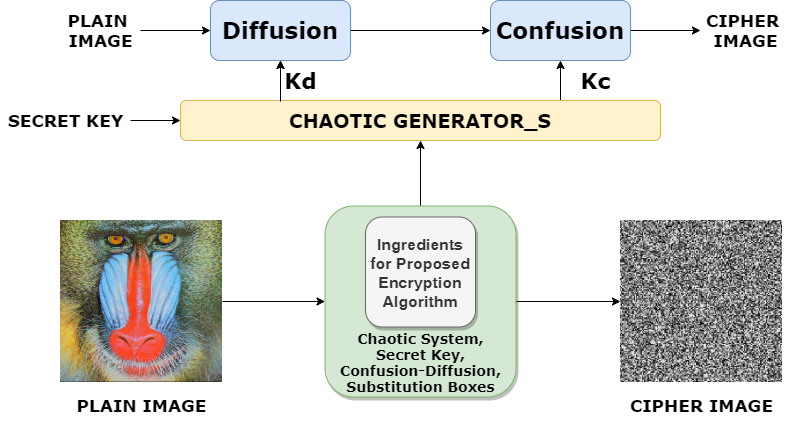 PLAIN
IMAGE
Diffusion
Confusion
CIPHER
IMAGE
Kd
Kc
SECRET KEY
CHAOTIC GENERATOR_S
Ingredients
for Proposed
Encryption
Algorithm
Chaotic System,
Secret Key,
Confusion-Diffusion,
Substitution Boxes
PLAIN IMAGE
CIPHER IMAGE